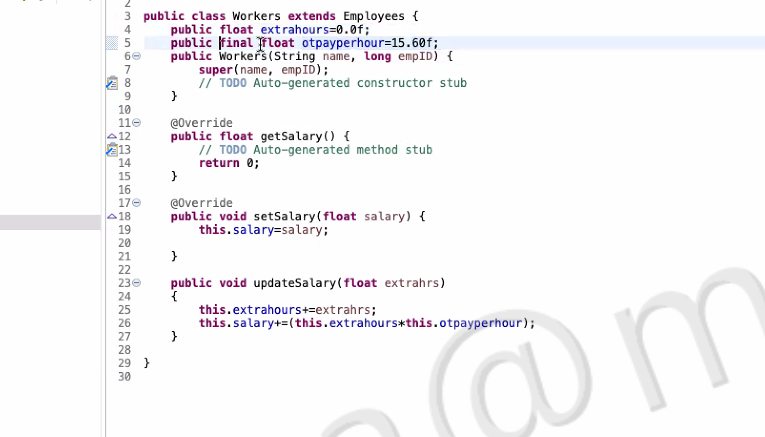 2
3 public class Workers extends Employees {
4 public float extrahours=0.0f;
5 public final float otpayperhour=15.60f;
6 public Workers(String name, long empID) {
7 super(name, empID);
8 // TODO Auto-generated constructor stub
9 }
10
11 @Override
12 public float getSalary() {
13 // TODO Auto-generated method stub
14 return 0;
15 }
16
17 @Override
18 public void setSalary(float salary) {
19 this.salary=salary;
20
21 }
22
23 public void updateSalary(float extrahrs)
24 {
25 this.extrahours+=extrahrs;
26 this.salary+=(this.extrahours*this.otpayperhour);
27 }
28
29 }
30
@m